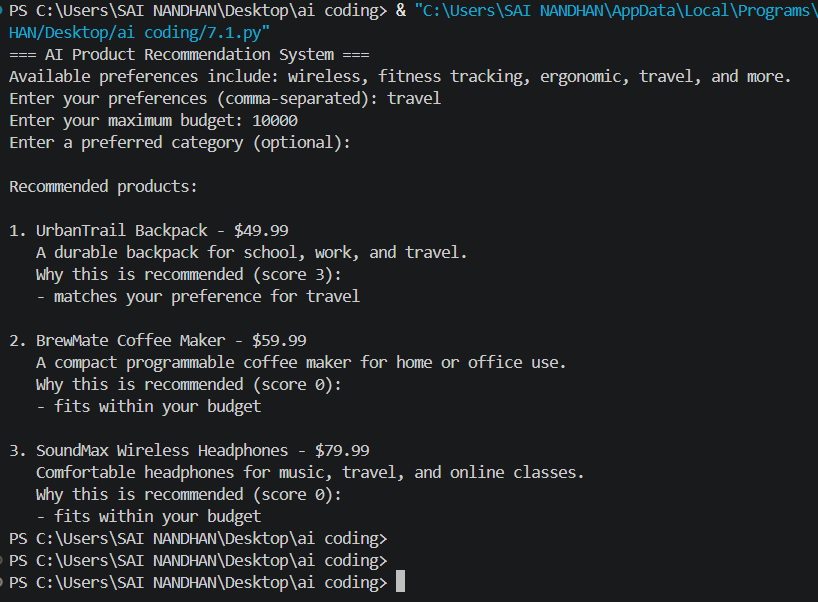 PS C:\Users\SAI NANDHAN\Desktop\ai coding> & "C:\Users\SAI NANDHAN\AppData\Local\Programs\
HAN/Desktop/ai coding/7.1.py"
=== AI Product Recommendation System ===
Available preferences include: wireless, fitness tracking, ergonomic, travel, and more.
Enter your preferences (comma-separated): travel
Enter your maximum budget: 10000
Enter a preferred category (optional):
Recommended products:
1. UrbanTrail Backpack - $49.99
A durable backpack for school, work, and travel.
Why this is recommended (score 3):
- matches your preference for travel
2. BrewMate Coffee Maker - $59.99
A compact programmable coffee maker for home or office use.
Why this is recommended (score 0):
- fits within your budget
3. SoundMax Wireless Headphones - $79.99
Comfortable headphones for music, travel, and online classes.
Why this is recommended (score 0):
- fits within your budget
PS C:\Users\SAI NANDHAN\Desktop\ai coding>
PS C:\Users\SAI NANDHAN\Desktop\ai coding>
PS C:\Users\SAI NANDHAN\Desktop\ai coding>